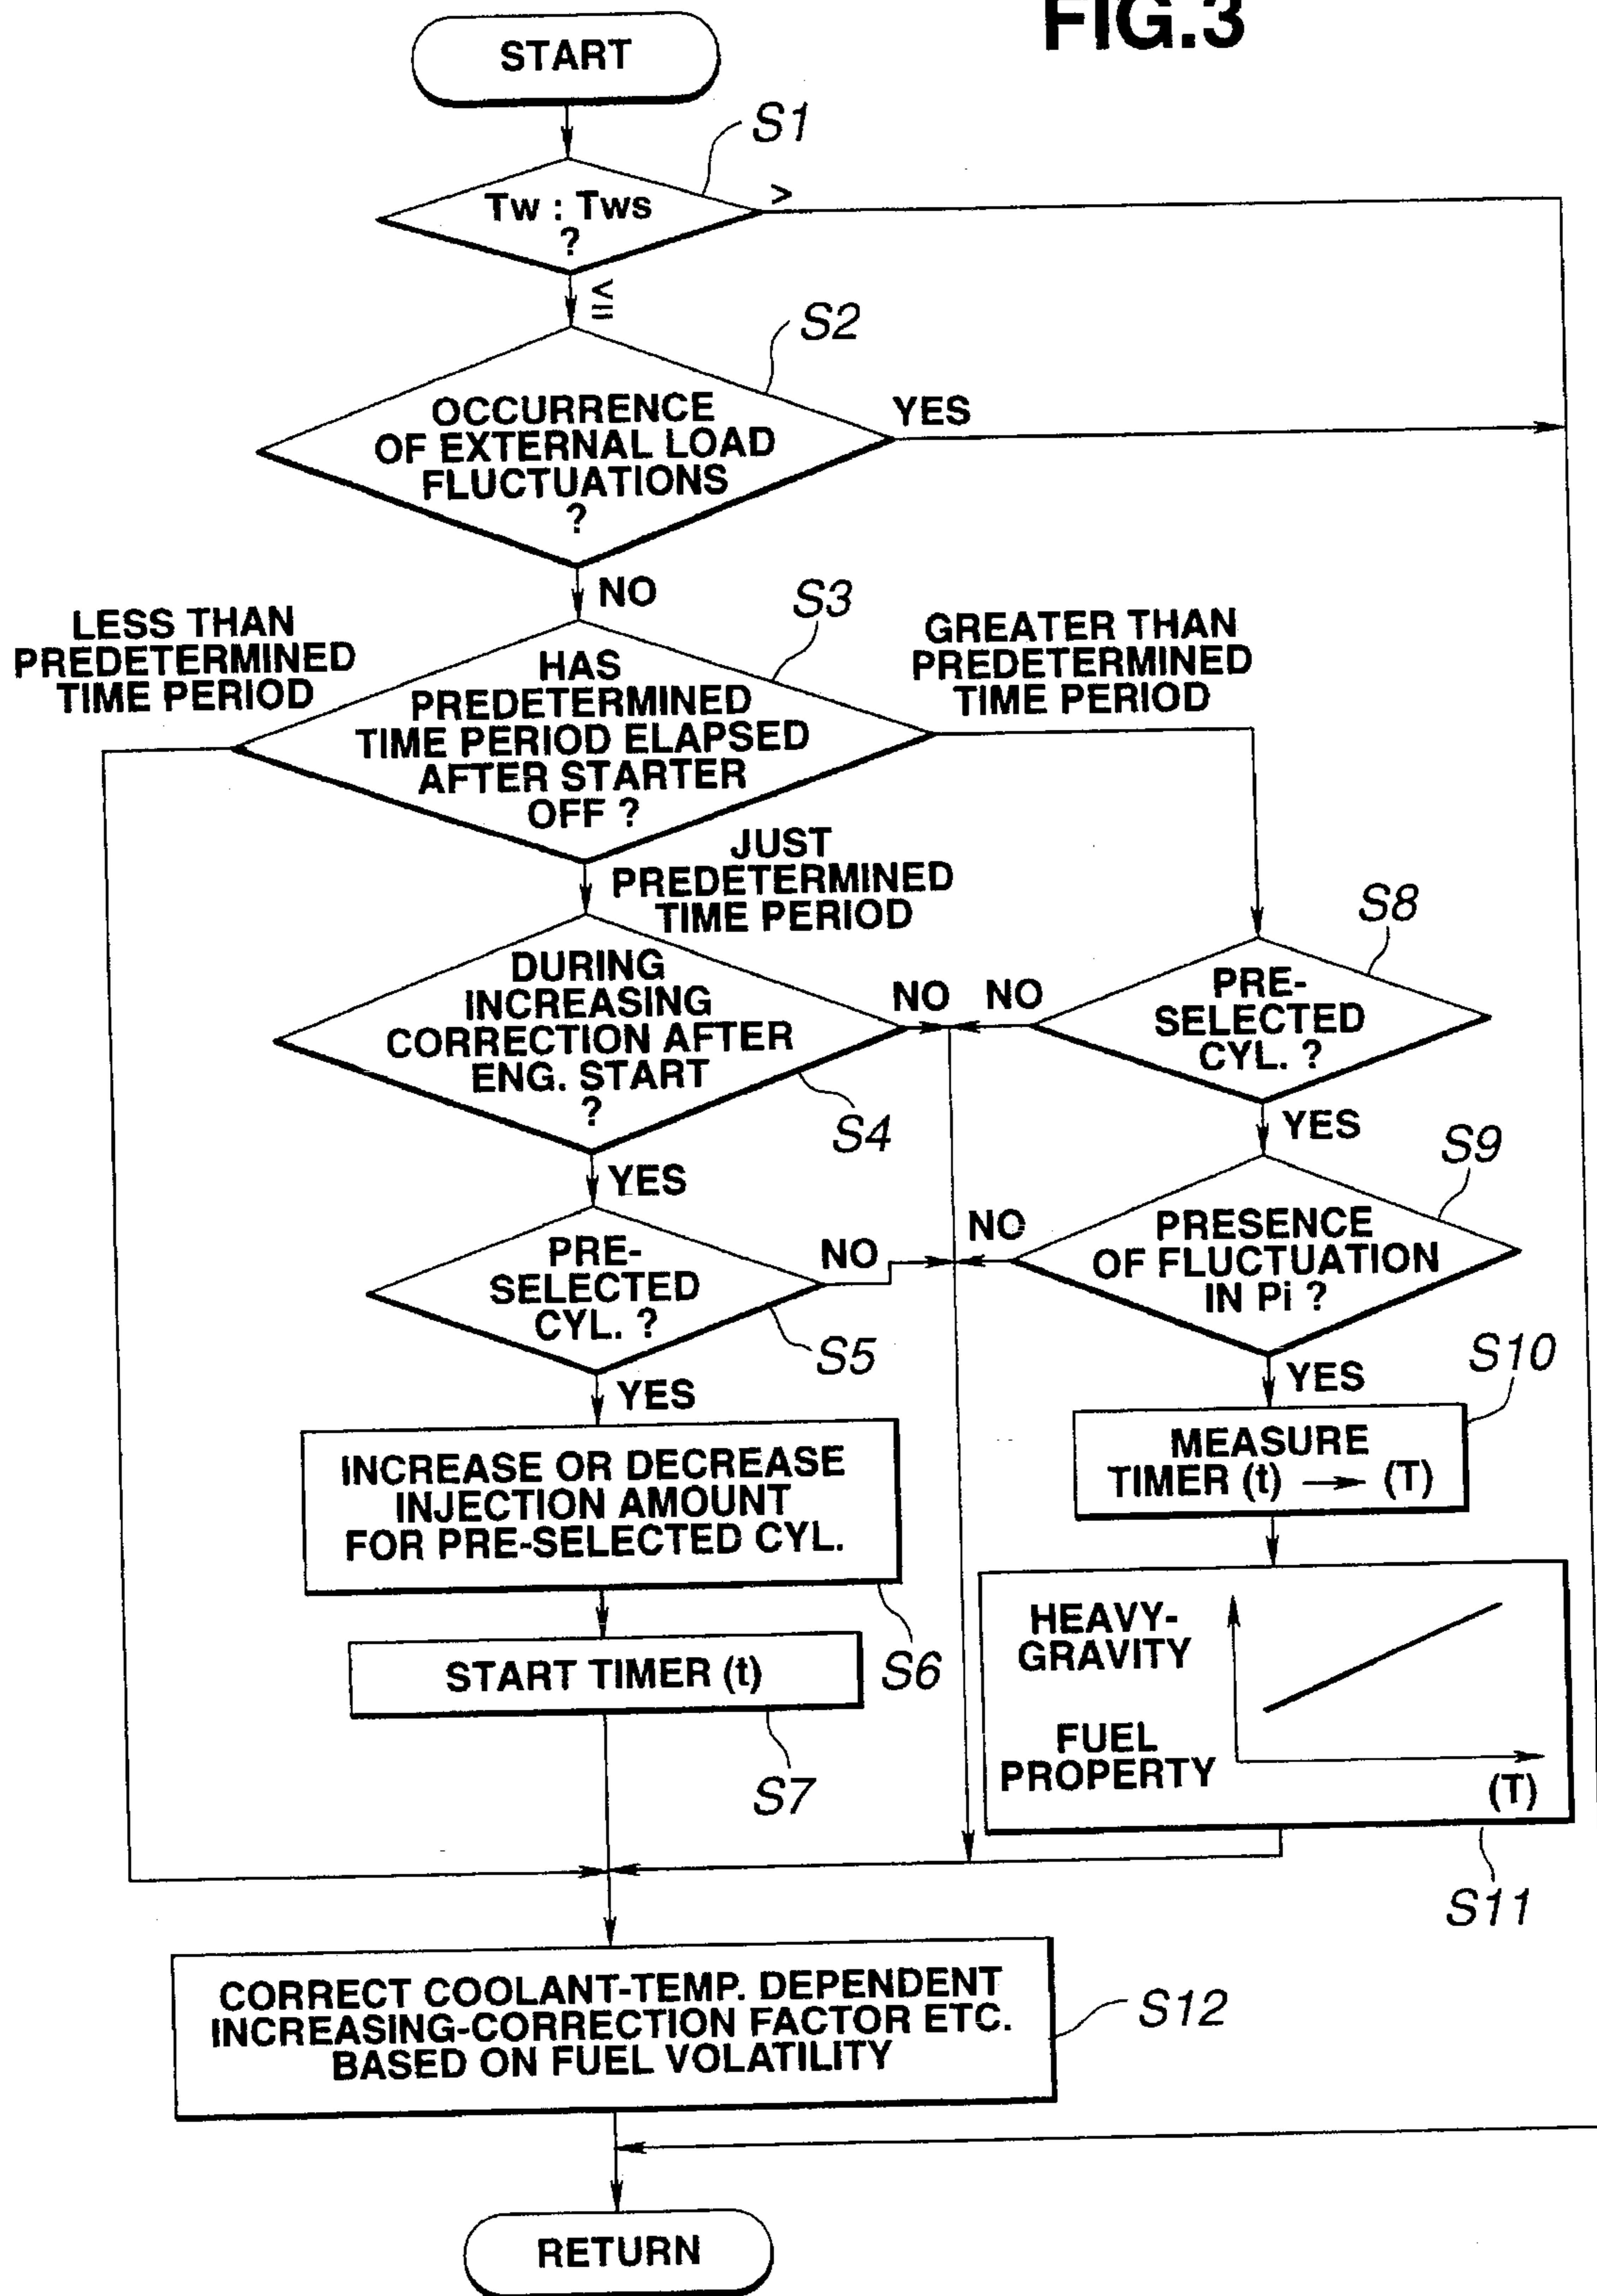 FIG.3
START
S1
Tw : Tws
?
>
≦
S2
OCCURRENCE
OF EXTERNAL LOAD
FLUCTUATIONS
?
YES
NO
S3
LESS THAN
PREDETERMINED
TIME PERIOD
HAS
PREDETERMINED
TIME PERIOD ELAPSED
AFTER STARTER
OFF ?
GREATER THAN
PREDETERMINED
TIME PERIOD
JUST
PREDETERMINED
TIME PERIOD
DURING
INCREASING
CORRECTION AFTER
ENG. START
?
NO
S4
YES
NO
S8
PRE-
SELECTED
CYL. ?
YES
PRE-
SELECTED
CYL. ?
NO
S5
YES
NO
S9
PRESENCE
OF FLUCTUATION
IN Pi ?
YES
S10
MEASURE
TIMER (t) → (T)
INCREASE OR DECREASE
INJECTION AMOUNT
FOR PRE-SELECTED CYL.
S6
START TIMER (t)
S7
HEAVY-
GRAVITY
FUEL
PROPERTY
(T)
S11
CORRECT COOLANT-TEMP. DEPENDENT
INCREASING-CORRECTION FACTOR ETC.
BASED ON FUEL VOLATILITY
S12
RETURN